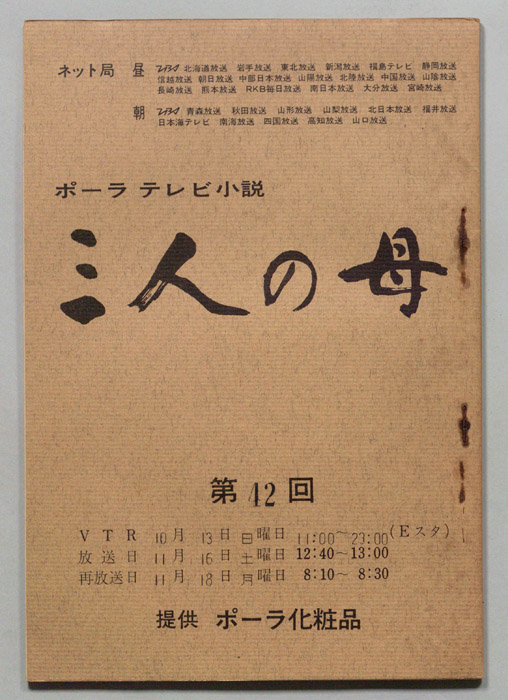 ネット局 昼 TBS 北海道放送 岩手放送 東北放送 新潟放送 福島テレビ 静岡放送
信越放送 朝日放送 中部日本放送 山陽放送 北陸放送 中国放送 山陰放送
長崎放送 熊本放送 RKB毎日放送 南日本放送 大分放送 宮崎放送
朝 TBS 青森放送 秋田放送 山形放送 山梨放送 北日本放送 福井放送
日本海テレビ 南海放送 四国放送 高知放送 山口放送
ポーラ テレビ小説
三人の母
第42回
VTR 10月 13日 日曜日 11:00〜23:00 (Eスタ)
放送日 11月 16日 土曜日 12:40〜13:00
再放送日 11月 18日 月曜日 8:10〜 8:30
提供 ポーラ化粧品